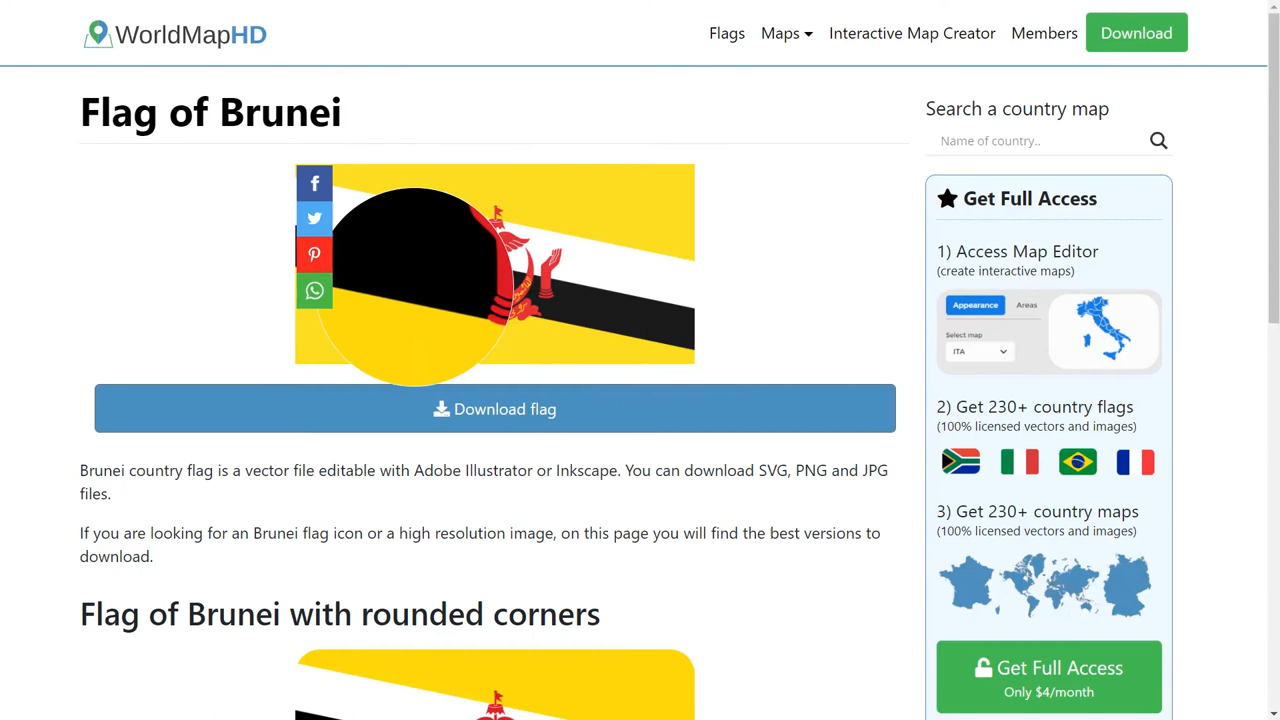 WorldMapHD
Flags
Maps
Interactive Map Creator
Members
Download
Flag of Brunei
Download flag
Brunei country flag is a vector file editable with Adobe Illustrator or Inkscape. You can download SVG, PNG and JPG
files.
If you are looking for an Brunei flag icon or a high resolution image, on this page you will find the best versions to
download.
Flag of Brunei with rounded corners
Search a country map
Name of country..
Get Full Access
1) Access Map Editor
(create interactive maps)
Appearance
Areas
Select map
ITA
2) Get 230+ country flags
(100% licensed vectors and images)
3) Get 230+ country maps
(100% licensed vectors and images)
Get Full Access
Only $4/month